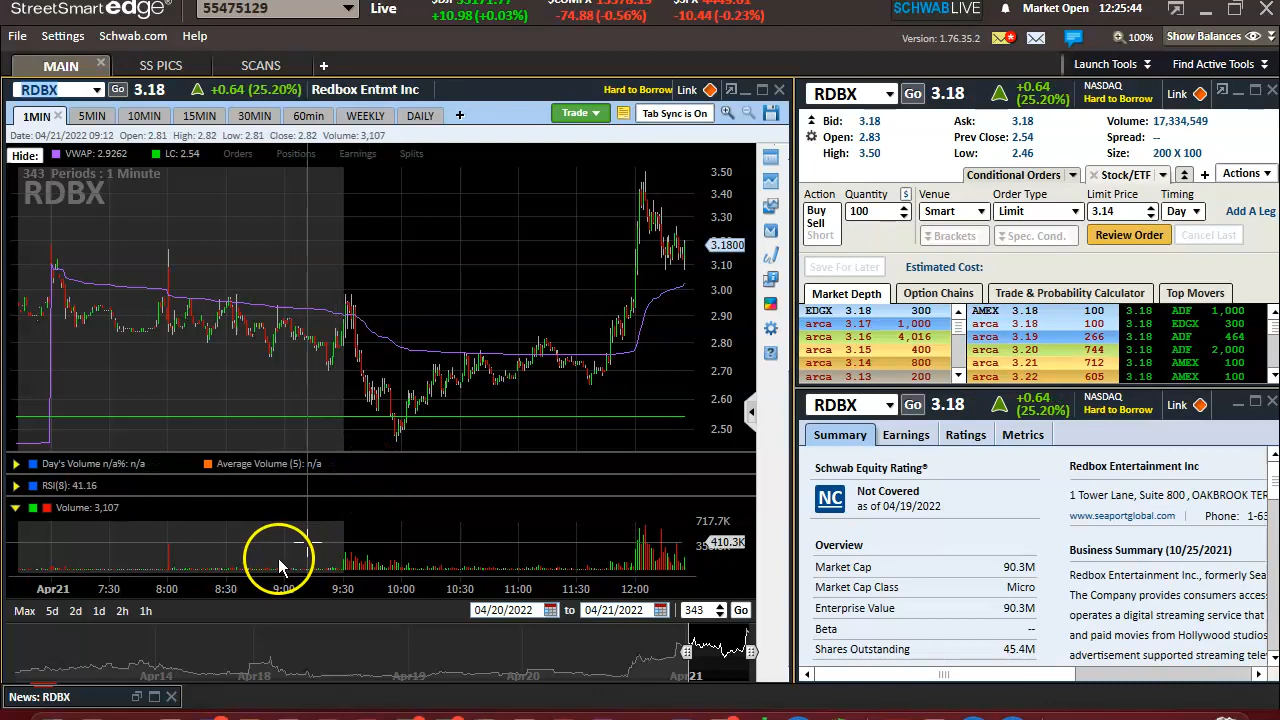 StreetSmart edge®
55475129
Live
+10.98 (+0.03%)
-74.88 (-0.56%)
-10.44 (-0.23%)
SCHWABLIVE
Market Open
12:25:44
File
Settings
Schwab.com
Help
Version: 1.76.35.2
100%
Show Balances
MAIN
SS PICS
SCANS
Launch Tools
Find Active Tools
RDBX
Go
3.18
+0.64 (25.20%)
Redbox Entmt Inc
Hard to Borrow
Link
1MIN
5MIN
10MIN
15MIN
30MIN
60min
WEEKLY
DAILY
Trade
Tab Sync is On
Date: 04/21/2022 09:12 Open: 2.81 High: 2.82 Low: 2.81 Close: 2.82 Volume: 3,107
Hide:
VWAP: 2.9262
LC: 2.54
Orders
Positions
Earnings
Splits
343 Periods : 1 Minute
RDBX
3.50
3.40
3.30
3.20
3.1800
3.10
3.00
2.90
2.80
2.70
2.60
2.50
Day's Volume n/a%: n/a
Average Volume (5): n/a
RSI(8): 41.16
Volume: 3,107
717.7K
410.3K
Apr21
7:30
8:00
8:30
9:00
9:30
10:00
10:30
11:00
11:30
12:00
Max
5d
2d
1d
2h
1h
04/20/2022
to
04/21/2022
343
Go
Apr14
Apr18
Apr19
Apr20
News: RDBX
RDBX
Go
3.18
+0.64
(25.20%)
NASDAQ
Hard to Borrow
Link
Bid: 3.18
Ask: 3.18
Volume: 17,334,549
Open: 2.83
Prev Close: 2.54
Spread: --
High: 3.50
Low: 2.46
Size: 200 X 100
Conditional Orders
Stock/ETF
Actions
Action
Quantity
$
Venue
Order Type
Limit Price
Timing
Buy
Sell
Short
100
Smart
Limit
3.14
Day
Add A Leg
Brackets
Spec. Cond.
Review Order
Cancel Last
Save For Later
Estimated Cost:
Market Depth
Option Chains
Trade & Probability Calculator
Top Movers
EDGX 3.18 300 AMEX 3.18 100 3.18 ADF 1,000
arca 3.17 1,000 arca 3.18 100 3.18 EDGX 300
arca 3.16 4,016 arca 3.19 266 3.18 ADF 464
arca 3.15 400 arca 3.20 744 3.18 ADF 2,000
arca 3.14 800 arca 3.21 712 3.18 AMEX 100
arca 3.13 200 arca 3.22 605 3.18 AMEX 100
RDBX
Go
3.18
+0.64
(25.20%)
NASDAQ
Hard to Borrow
Link
Summary
Earnings
Ratings
Metrics
Schwab Equity Rating®
NC
Not Covered
as of 04/19/2022
Overview
Market Cap 90.3M
Market Cap Class Micro
Enterprise Value 90.3M
Beta --
Shares Outstanding 45.4M
Redbox Entertainment Inc
1 Tower Lane, Suite 800 , OAKBROOK TER
www.seaportglobal.com
Phone: 1-63
Business Summary (10/25/2021)
Redbox Entertainment Inc., formerly Sea
The Company provides consumers acces
operates a digital streaming service that
and paid movies from Hollywood studios
advertisement supported streaming tele